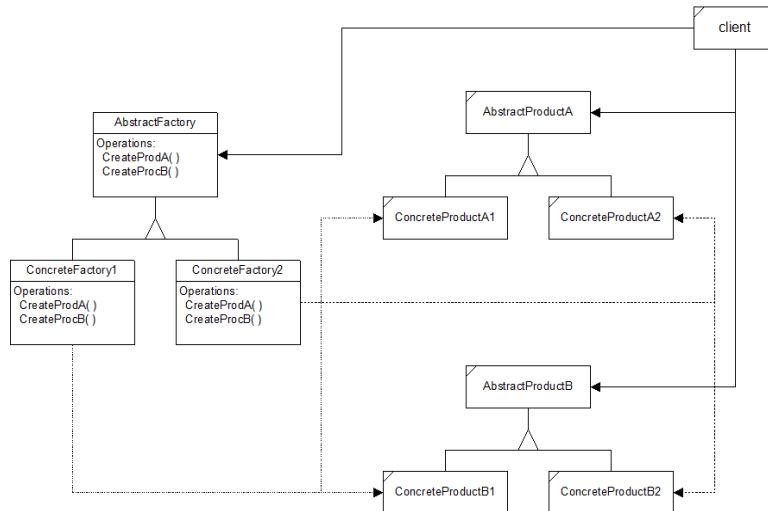 client
AbstractFactory
Operations:
CreateProdA( )
CreateProcB( )
AbstractProductA
ConcreteProductA1
ConcreteProductA2
ConcreteFactory1
Operations:
CreateProdA( )
CreateProcB( )
ConcreteFactory2
Operations:
CreateProdA( )
CreateProcB( )
AbstractProductB
ConcreteProductB1
ConcreteProductB2